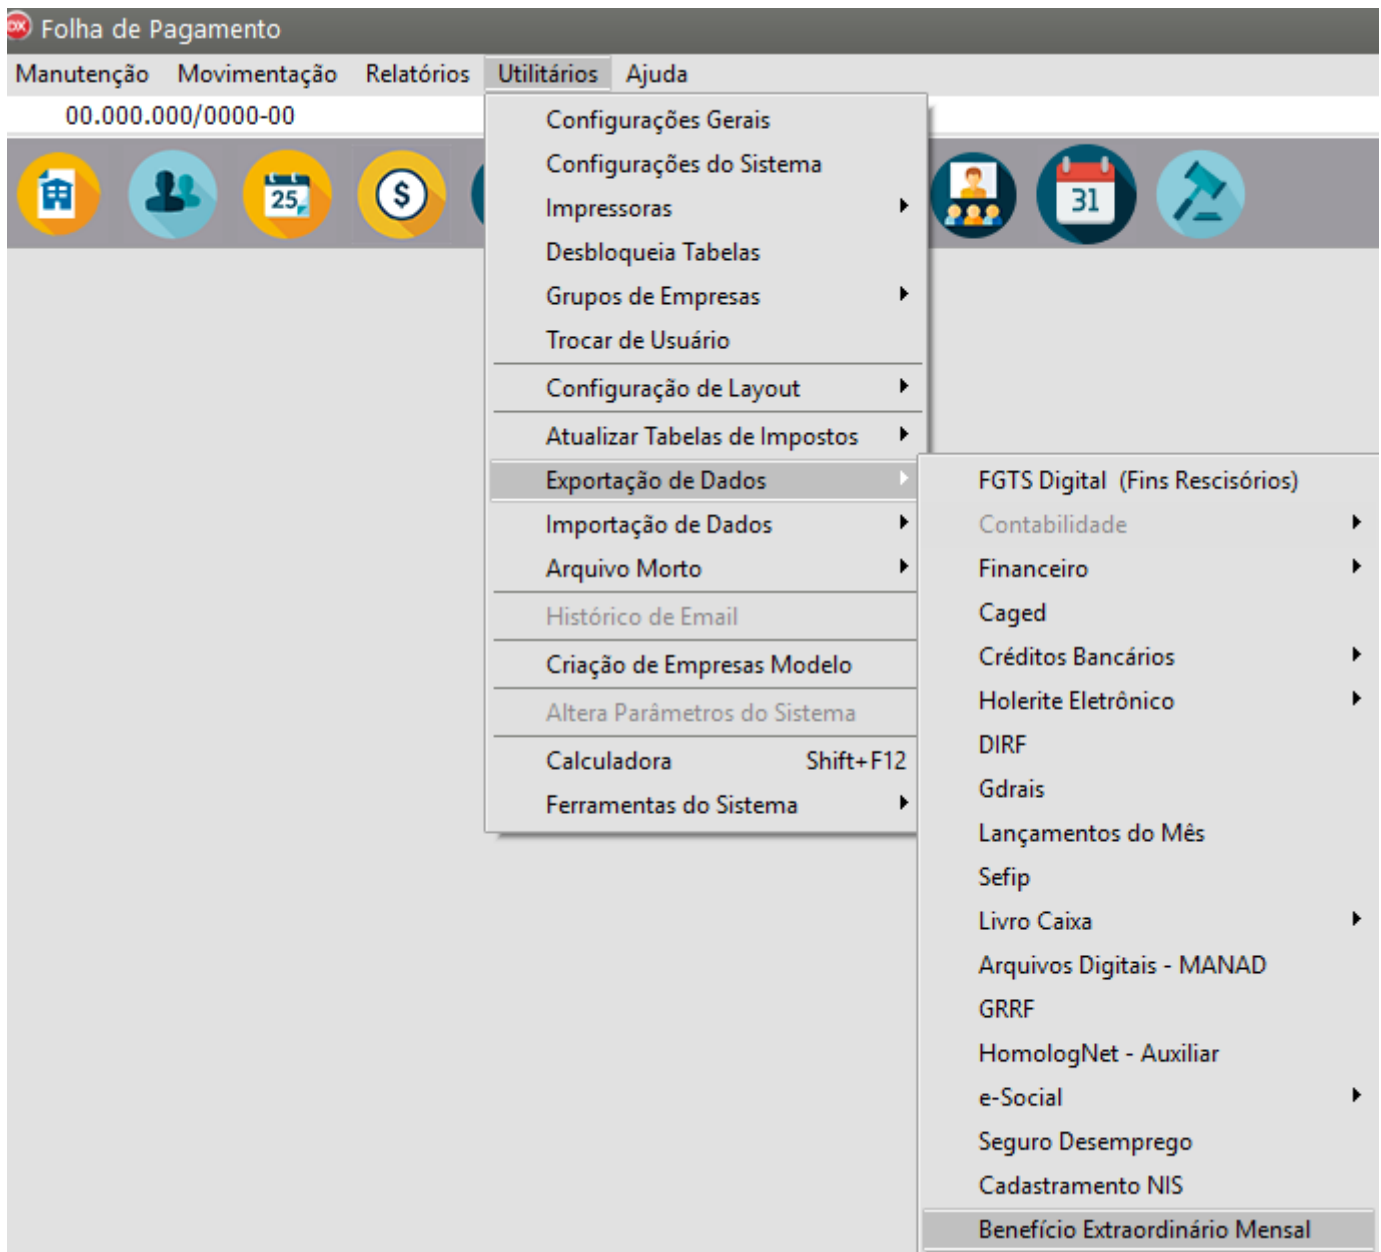 Folha de Pagamento
Manutenção Movimentação Relatórios Utilitários Ajuda
00.000.000/0000-00
25
$
31
Configurações Gerais
Configurações do Sistema
Impressoras
Desbloqueia Tabelas
Grupos de Empresas
Trocar de Usuário
Configuração de Layout
Atualizar Tabelas de Impostos
Exportação de Dados
Importação de Dados
Arquivo Morto
Histórico de Email
Criação de Empresas Modelo
Altera Parâmetros do Sistema
Calculadora Shift+F12
Ferramentas do Sistema
FGTS Digital (Fins Rescisórios)
Contabilidade
Financeiro
Caged
Créditos Bancários
Holerite Eletrônico
DIRF
Gdrais
Lançamentos do Mês
Sefip
Livro Caixa
Arquivos Digitais - MANAD
GRRF
HomologNet - Auxiliar
e-Social
Seguro Desemprego
Cadastramento NIS
Benefício Extraordinário Mensal